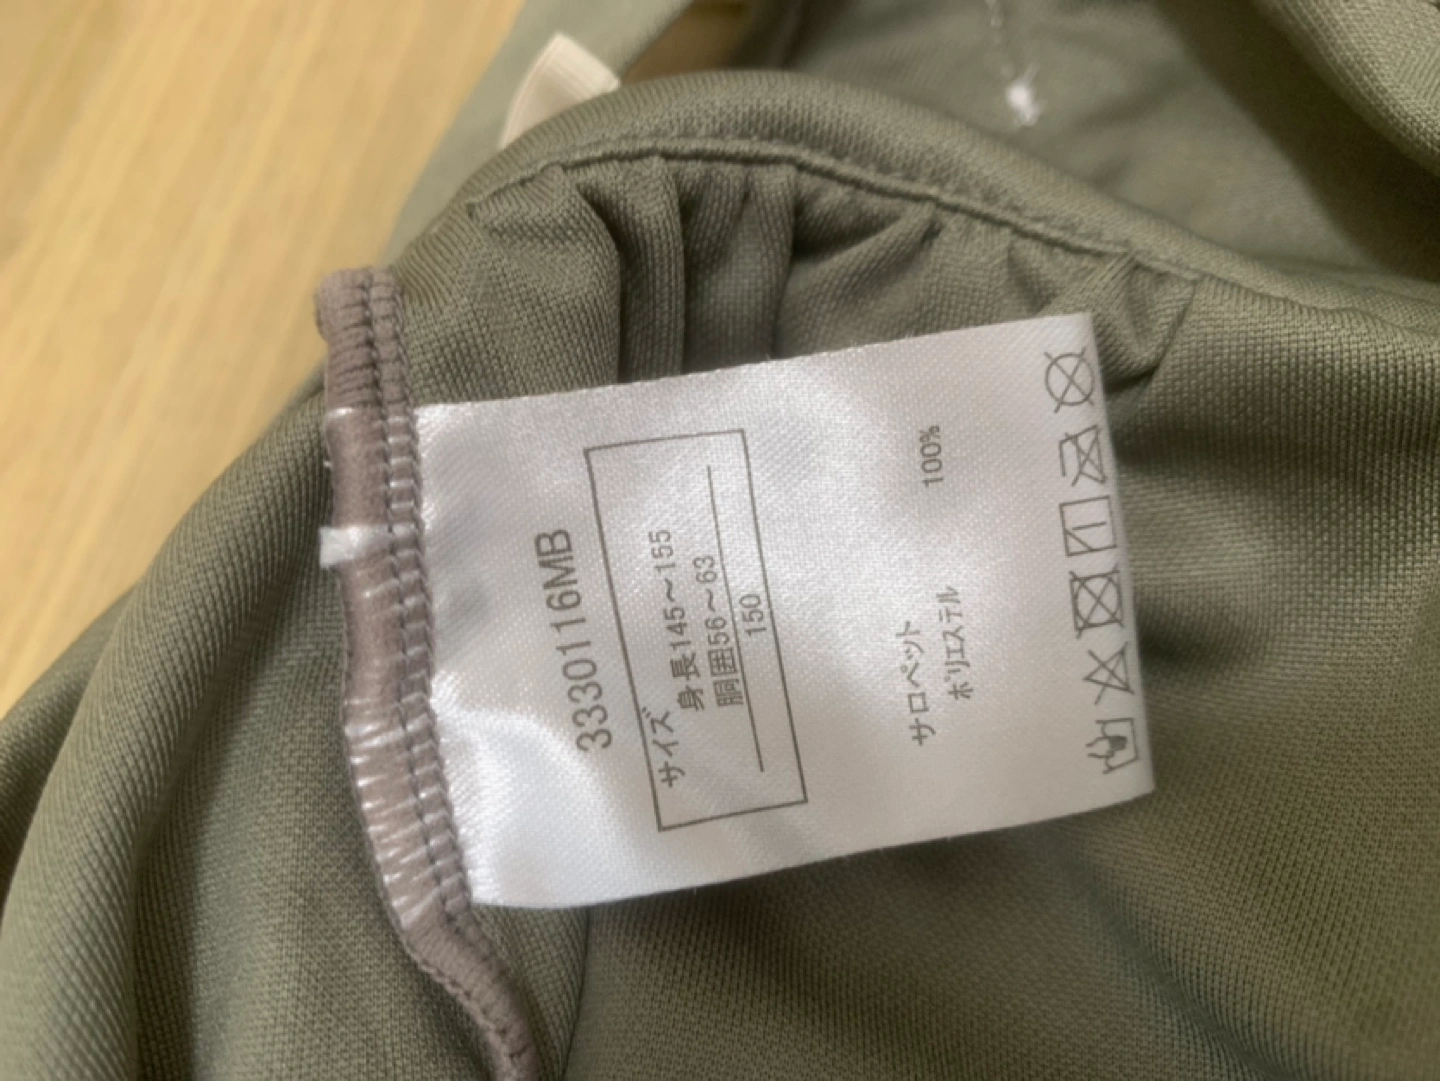 3330116MB
サイズ
身長145～155
胴囲56～63
150
サロペット
ポリエステル 100%